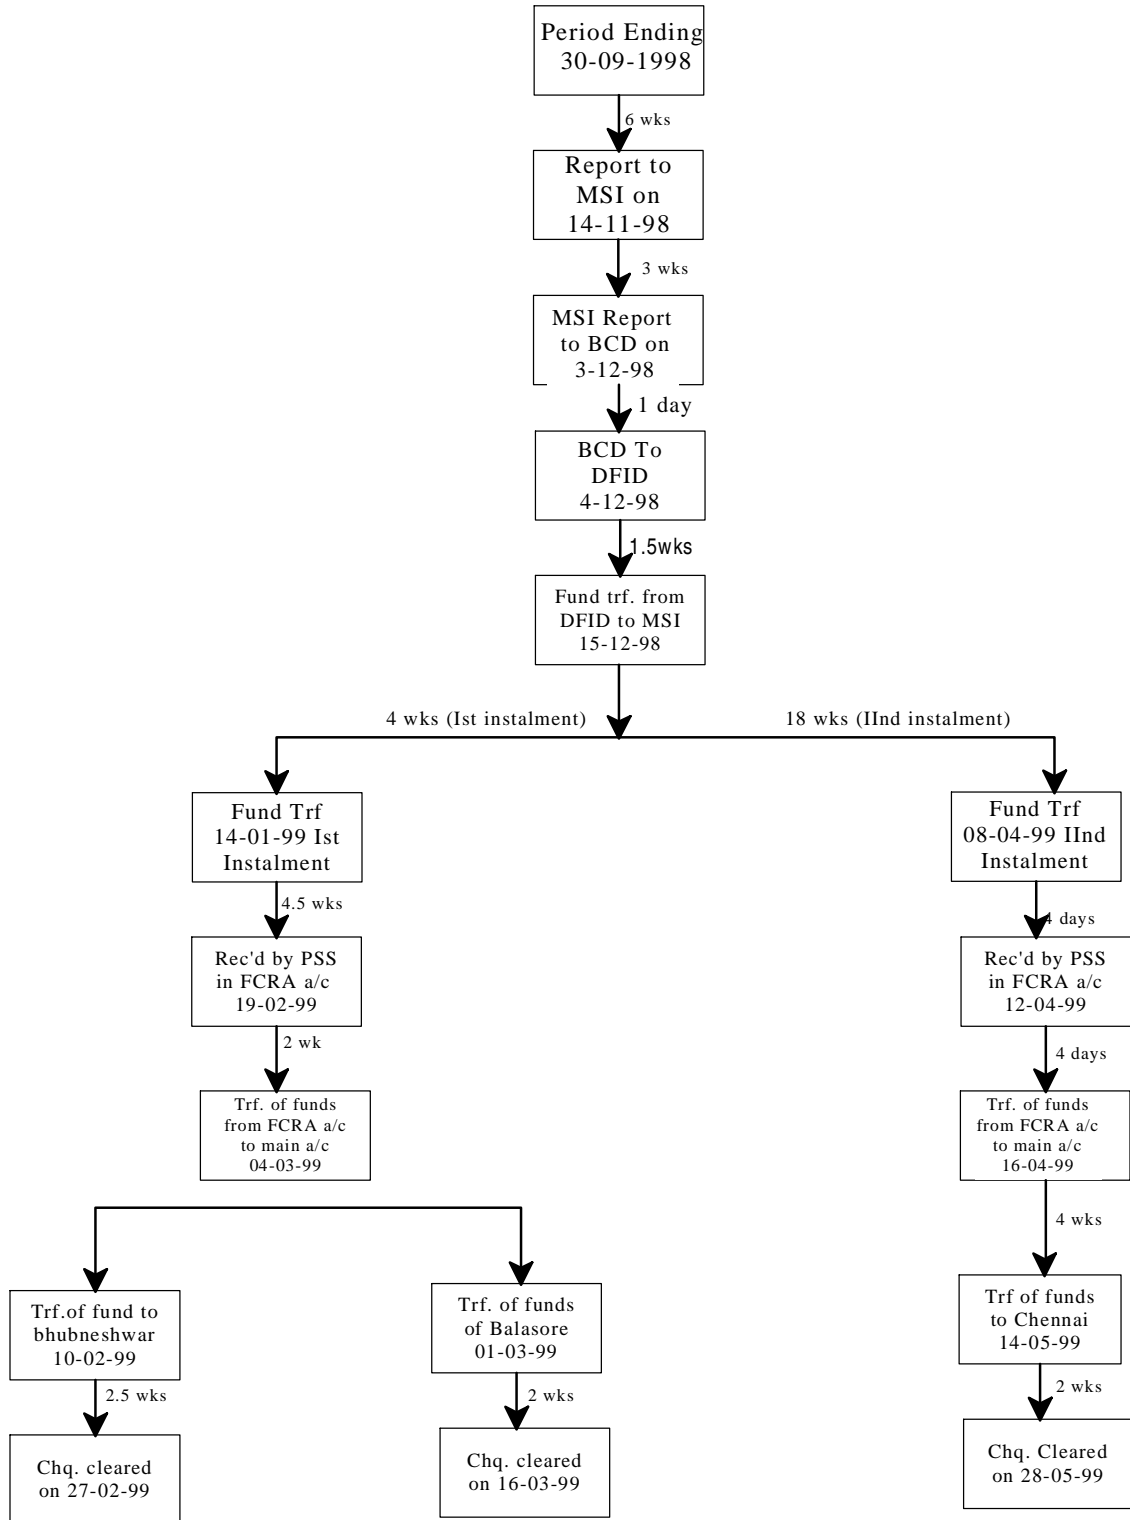 Period Ending
30-09-1998
6 wks
Report to
MSI on
14-11-98
3 wks
MSI Report
to BCD on
3-12-98
1 day
BCD To
DFID
4-12-98
1.5wks
Fund trf. from
DFID to MSI
15-12-98
4 wks (Ist instalment)
18 wks (IInd instalment)
Fund Trf
14-01-99 Ist
Instalment
4.5 wks
Rec'd by PSS
in FCRA a/c
19-02-99
2 wk
Trf. of funds
from FCRA a/c
to main a/c
04-03-99
Fund Trf
08-04-99 IInd
Instalment
4 days
Rec'd by PSS
in FCRA a/c
12-04-99
4 days
Trf. of funds
from FCRA a/c
to main a/c
16-04-99
4 wks
Trf.of fund to
bhubneshwar
10-02-99
2.5 wks
Chq. cleared
on 27-02-99
Trf. of funds
of Balasore
01-03-99
2 wks
Chq. cleared
on 16-03-99
Trf of funds
to Chennai
14-05-99
2 wks
Chq. Cleared
on 28-05-99